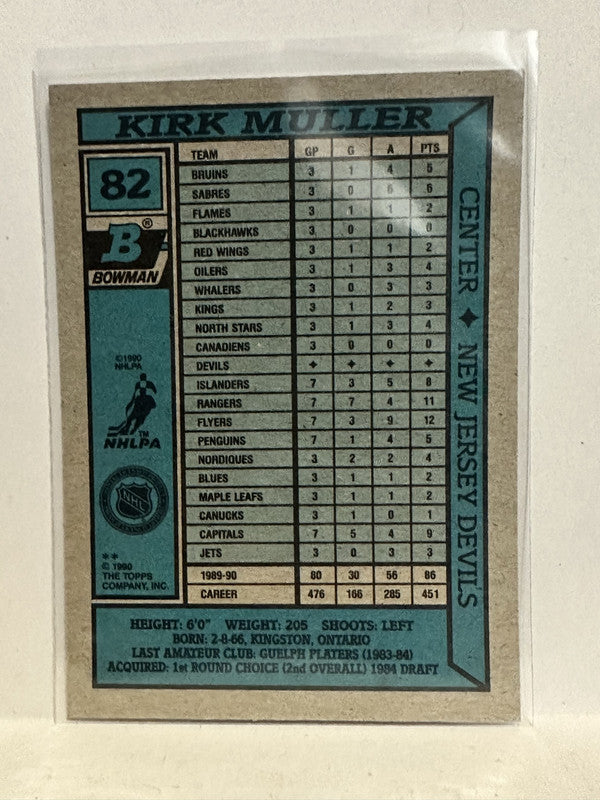 KIRK MULLER
82
B®
BOWMAN
©1990
NHLPA
TM
NHLPA
NHL
**
© 1990
THE TOPPS
COMPANY, INC.
TEAM GP G A PTS
BRUINS 3 1 4 5
SABRES 3 0 6 6
FLAMES 3 1 1 2
BLACKHAWKS 3 0 0 0
RED WINGS 3 1 1 2
OILERS 3 1 3 4
WHALERS 3 0 3 3
KINGS 3 1 2 3
NORTH STARS 3 1 3 4
CANADIENS 3 0 0 0
DEVILS ✦ ✦ ✦ ✦
ISLANDERS 7 3 5 8
RANGERS 7 7 4 11
FLYERS 7 3 9 12
PENGUINS 7 1 4 5
NORDIQUES 3 2 2 4
BLUES 3 1 1 2
MAPLE LEAFS 3 1 1 2
CANUCKS 3 1 0 1
CAPITALS 7 5 4 9
JETS 3 0 3 3
1989-90 80 30 56 86
CAREER 476 166 285 451
CENTER ✦ NEW JERSEY DEVILS
HEIGHT: 6'0" WEIGHT: 205 SHOOTS: LEFT
BORN: 2-8-66, KINGSTON, ONTARIO
LAST AMATEUR CLUB: GUELPH PLATERS (1983-84)
ACQUIRED: 1st ROUND CHOICE (2nd OVERALL) 1984 DRAFT